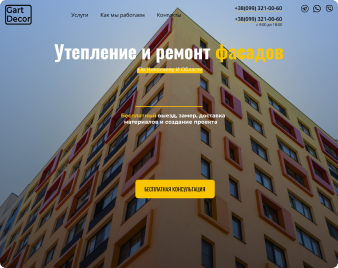 Gart
Decor
Услуги
Как мы работаем
Контакты
+38(099) 321-00-60
+38(099) 321-00-60
с 9:00 до 18:00
Утепление и ремонт фасадов
Бесплатный выезд, замер, доставка
материалов и создание проекта
БЕСПЛАТНАЯ КОНСУЛЬТАЦИЯ